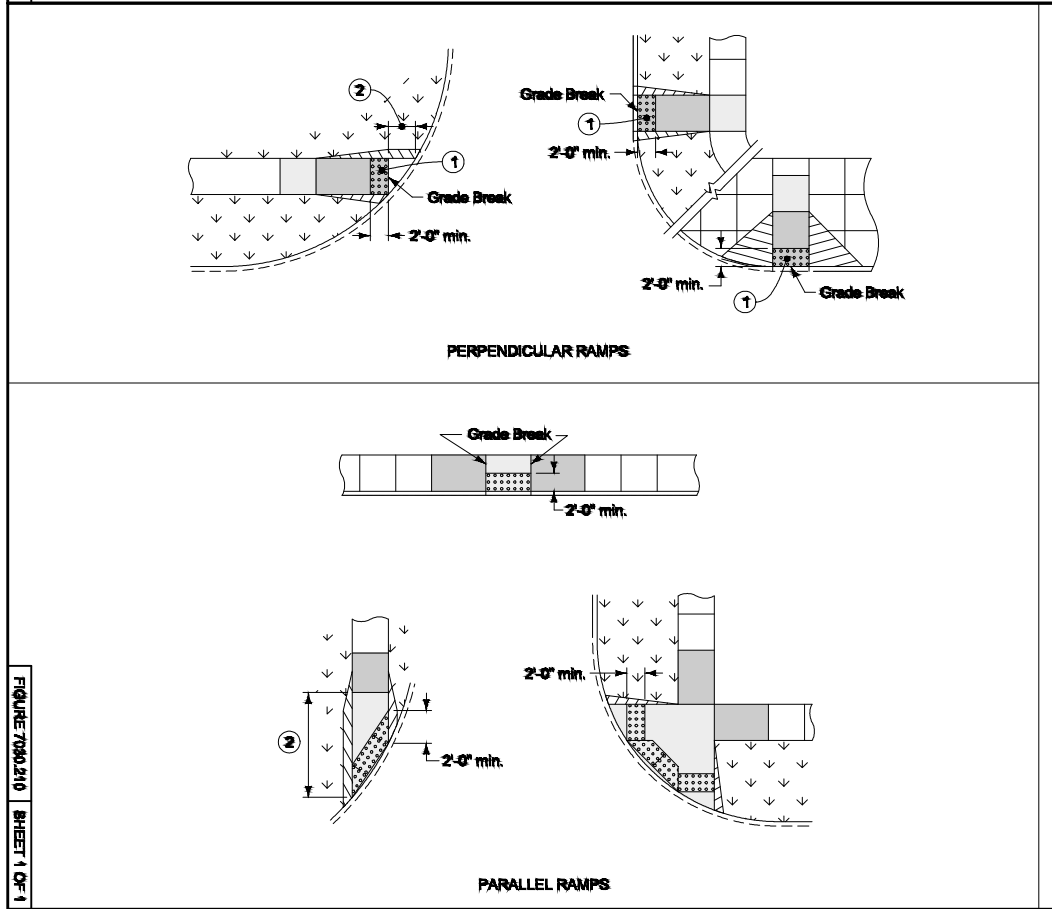 2
1
Grade Break
2'-0" min.
Grade Break
1
2'-0" min.
2'-0" min.
1
Grade Break
PERPENDICULAR RAMPS
Grade Break
2'-0" min.
2
2'-0" min.
2'-0" min.
PARALLEL RAMPS
FIGURE 7030.210 SHEET 1 OF 1